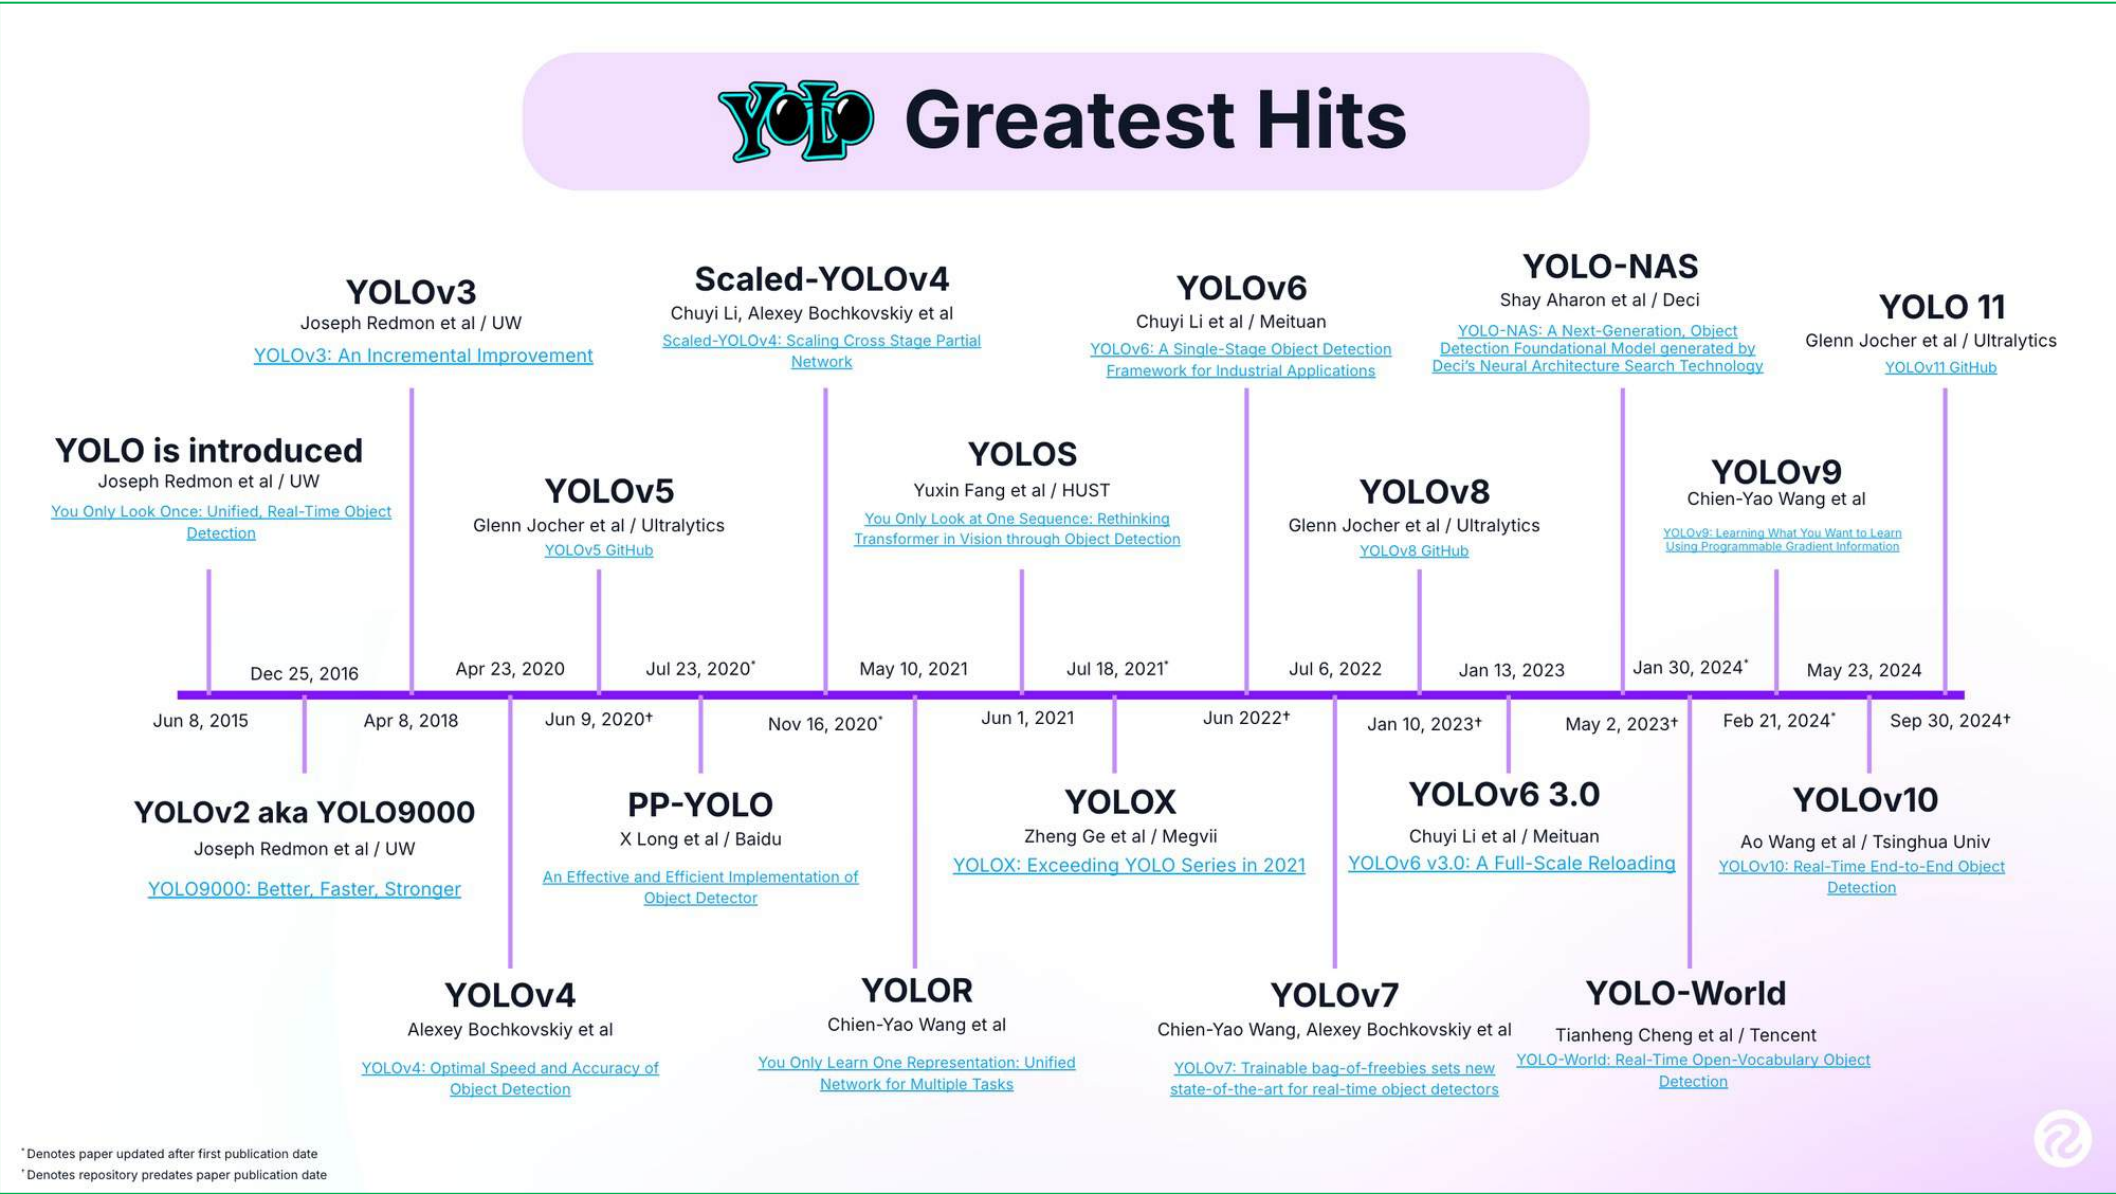 YOLO Greatest Hits
YOLO is introduced
Joseph Redmon et al / UW
You Only Look Once: Unified, Real-Time Object
Detection
Jun 8, 2015
Dec 25, 2016
YOLOv2 aka YOLO9000
Joseph Redmon et al / UW
YOLO9000: Better, Faster, Stronger
YOLOv3
Joseph Redmon et al / UW
YOLOv3: An Incremental Improvement
Apr 8, 2018
Apr 23, 2020
YOLOv4
Alexey Bochkovskiy et al
YOLOv4: Optimal Speed and Accuracy of
Object Detection
YOLOv5
Glenn Jocher et al / Ultralytics
YOLOv5 GitHub
Jun 9, 2020†
Jul 23, 2020*
PP-YOLO
X Long et al / Baidu
An Effective and Efficient Implementation of
Object Detector
Scaled-YOLOv4
Chuyi Li, Alexey Bochkovskiy et al
Scaled-YOLOv4: Scaling Cross Stage Partial
Network
Nov 16, 2020*
May 10, 2021
YOLOR
Chien-Yao Wang et al
You Only Learn One Representation: Unified
Network for Multiple Tasks
YOLOS
Yuxin Fang et al / HUST
You Only Look at One Sequence: Rethinking
Transformer in Vision through Object Detection
Jun 1, 2021
Jul 18, 2021*
YOLOX
Zheng Ge et al / Megvii
YOLOX: Exceeding YOLO Series in 2021
YOLOv6
Chuyi Li et al / Meituan
YOLOv6: A Single-Stage Object Detection
Framework for Industrial Applications
Jun 2022†
Jul 6, 2022
YOLOv7
Chien-Yao Wang, Alexey Bochkovskiy et al
YOLOv7: Trainable bag-of-freebies sets new
state-of-the-art for real-time object detectors
YOLOv8
Glenn Jocher et al / Ultralytics
YOLOv8 GitHub
Jan 10, 2023†
Jan 13, 2023
YOLOv6 3.0
Chuyi Li et al / Meituan
YOLOv6 v3.0: A Full-Scale Reloading
YOLO-NAS
Shay Aharon et al / Deci
YOLO-NAS: A Next-Generation, Object
Detection Foundational Model generated by
Deci's Neural Architecture Search Technology
May 2, 2023†
Jan 30, 2024*
YOLO-World
Tianheng Cheng et al / Tencent
YOLO-World: Real-Time Open-Vocabulary Object
Detection
YOLOv9
Chien-Yao Wang et al
YOLOv9: Learning What You Want to Learn
Using Programmable Gradient Information
Feb 21, 2024*
May 23, 2024
YOLOv10
Ao Wang et al / Tsinghua Univ
YOLOv10: Real-Time End-to-End Object
Detection
YOLO 11
Glenn Jocher et al / Ultralytics
YOLOv11 GitHub
Sep 30, 2024†
* Denotes paper updated after first publication date
* Denotes repository predates paper publication date